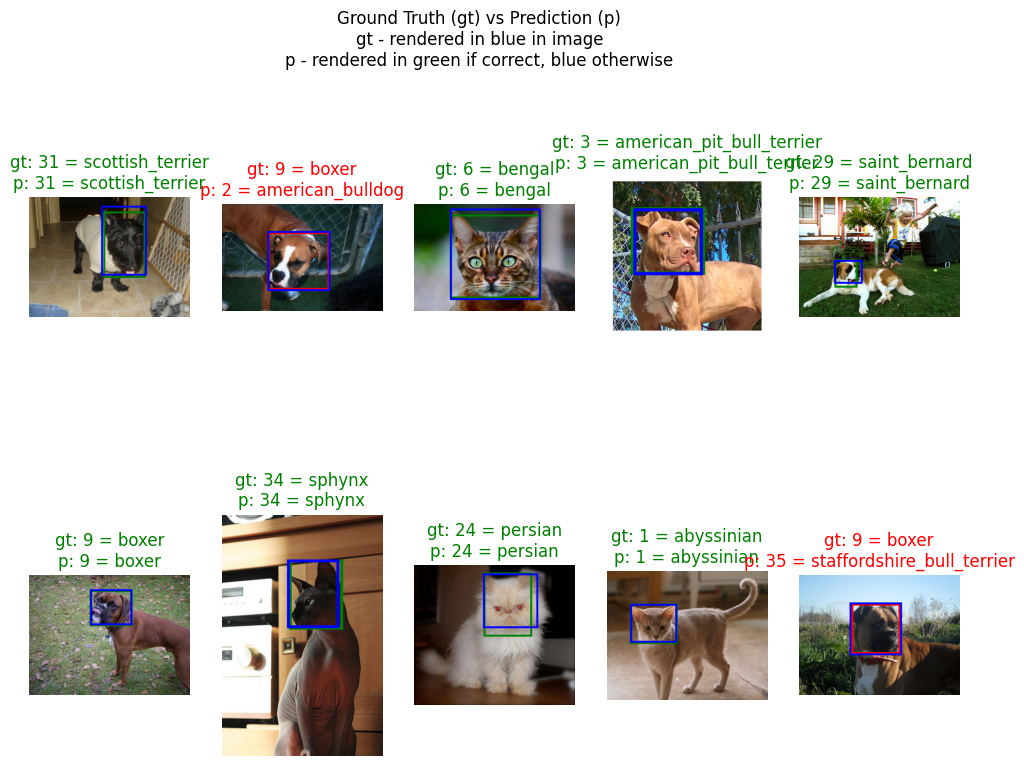 Ground Truth (gt) vs Prediction (p)
gt - rendered in blue in image
p - rendered in green if correct, blue otherwise
gt: 31 = scottish_terrier
p: 31 = scottish_terrier
gt: 9 = boxer
p: 2 = american_bulldog
gt: 6 = bengal
p: 6 = bengal
gt: 3 = american_pit_bull_terrier
p: 3 = american_pit_bull_terrier
gt: 29 = saint_bernard
p: 29 = saint_bernard
gt: 9 = boxer
p: 9 = boxer
gt: 34 = sphynx
p: 34 = sphynx
gt: 24 = persian
p: 24 = persian
gt: 1 = abyssinian
p: 1 = abyssinian
gt: 9 = boxer
p: 35 = staffordshire_bull_terrier